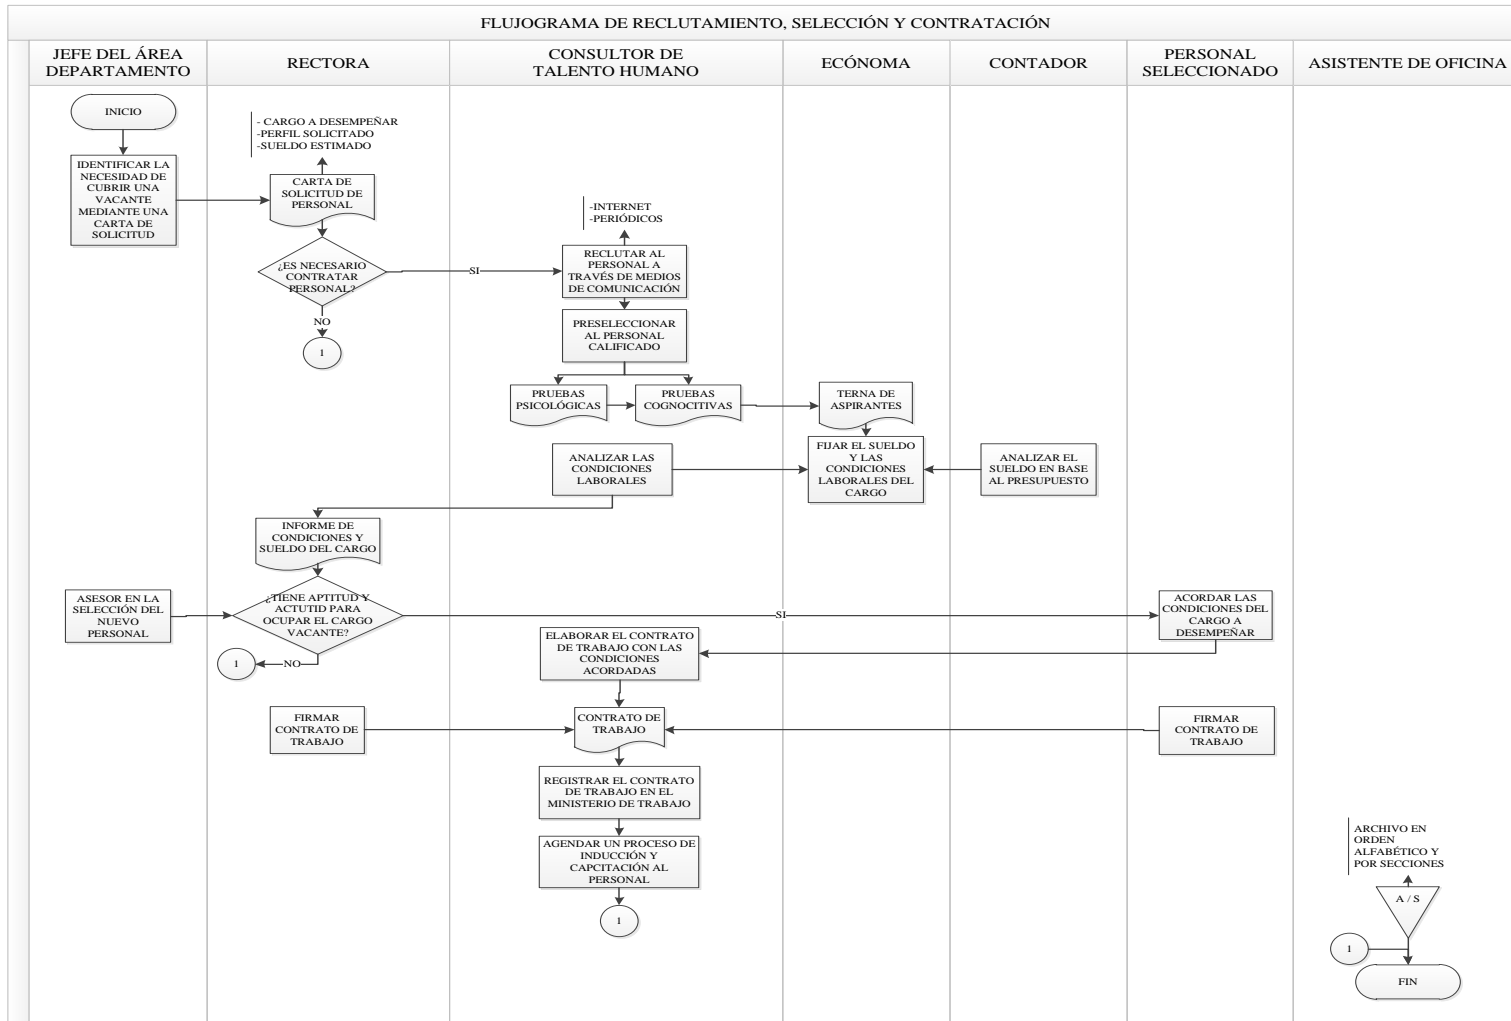 FLUJOGRAMA DE RECLUTAMIENTO, SELECCIÓN Y CONTRATACIÓN
JEFE DEL ÁREA
DEPARTAMENTO
RECTORA
CONSULTOR DE
TALENTO HUMANO
ECÓNOMA
CONTADOR
PERSONAL
SELECCIONADO
ASISTENTE DE OFICINA
INICIO
- CARGO A DESEMPEÑAR
-PERFIL SOLICITADO
-SUELDO ESTIMADO
IDENTIFICAR LA
NECESIDAD DE
CUBRIR UNA
VACANTE
MEDIANTE UNA
CARTA DE
SOLICITUD
CARTA DE
SOLICITUD DE
PERSONAL
-INTERNET
-PERIÓDICOS
¿ES NECESARIO
CONTRATAR
PERSONAL?
SI
RECLUTAR AL
PERSONAL A
TRAVÉS DE MEDIOS
DE COMUNICACIÓN
NO
1
PRESELECCIONAR
AL PERSONAL
CALIFICADO
PRUEBAS
PSICOLÓGICAS
PRUEBAS
COGNOCITIVAS
TERNA DE
ASPIRANTES
ANALIZAR LAS
CONDICIONES
LABORALES
FIJAR EL SUELDO
Y LAS
CONDICIONES
LABORALES DEL
CARGO
ANALIZAR EL
SUELDO EN BASE
AL PRESUPUESTO
INFORME DE
CONDICIONES Y
SUELDO DEL CARGO
ASESOR EN LA
SELECCIÓN DEL
NUEVO
PERSONAL
¿TIENE APTITUD Y
ACTUTID PARA
OCUPAR EL CARGO
VACANTE?
SI
ACORDAR LAS
CONDICIONES DEL
CARGO A
DESEMPEÑAR
NO
1
ELABORAR EL CONTRATO
DE TRABAJO CON LAS
CONDICIONES
ACORDADAS
FIRMAR
CONTRATO DE
TRABAJO
CONTRATO DE
TRABAJO
FIRMAR
CONTRATO DE
TRABAJO
REGISTRAR EL CONTRATO
DE TRABAJO EN EL
MINISTERIO DE TRABAJO
AGENDAR UN PROCESO DE
INDUCCIÓN Y
CAPCITACIÓN AL
PERSONAL
1
ARCHIVO EN
ORDEN
ALFABÉTICO Y
POR SECCIONES
A / S
1
FIN